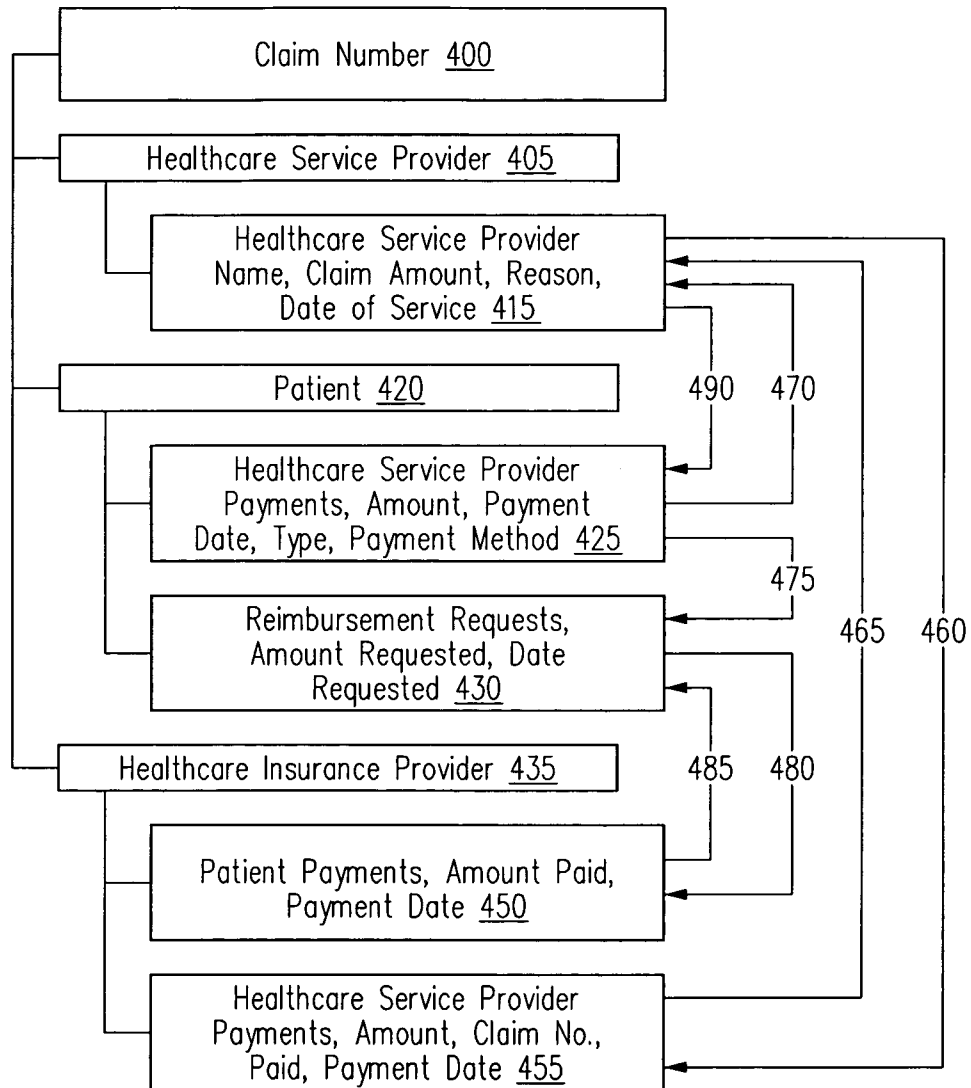 Claim Number 400
Healthcare Service Provider 405
Healthcare Service Provider
Name, Claim Amount, Reason,
Date of Service 415
Patient 420
490
470
Healthcare Service Provider
Payments, Amount, Payment
Date, Type, Payment Method 425
475
Reimbursement Requests,
Amount Requested, Date
Requested 430
465
460
Healthcare Insurance Provider 435
485
480
Patient Payments, Amount Paid,
Payment Date 450
Healthcare Service Provider
Payments, Amount, Claim No.,
Paid, Payment Date 455